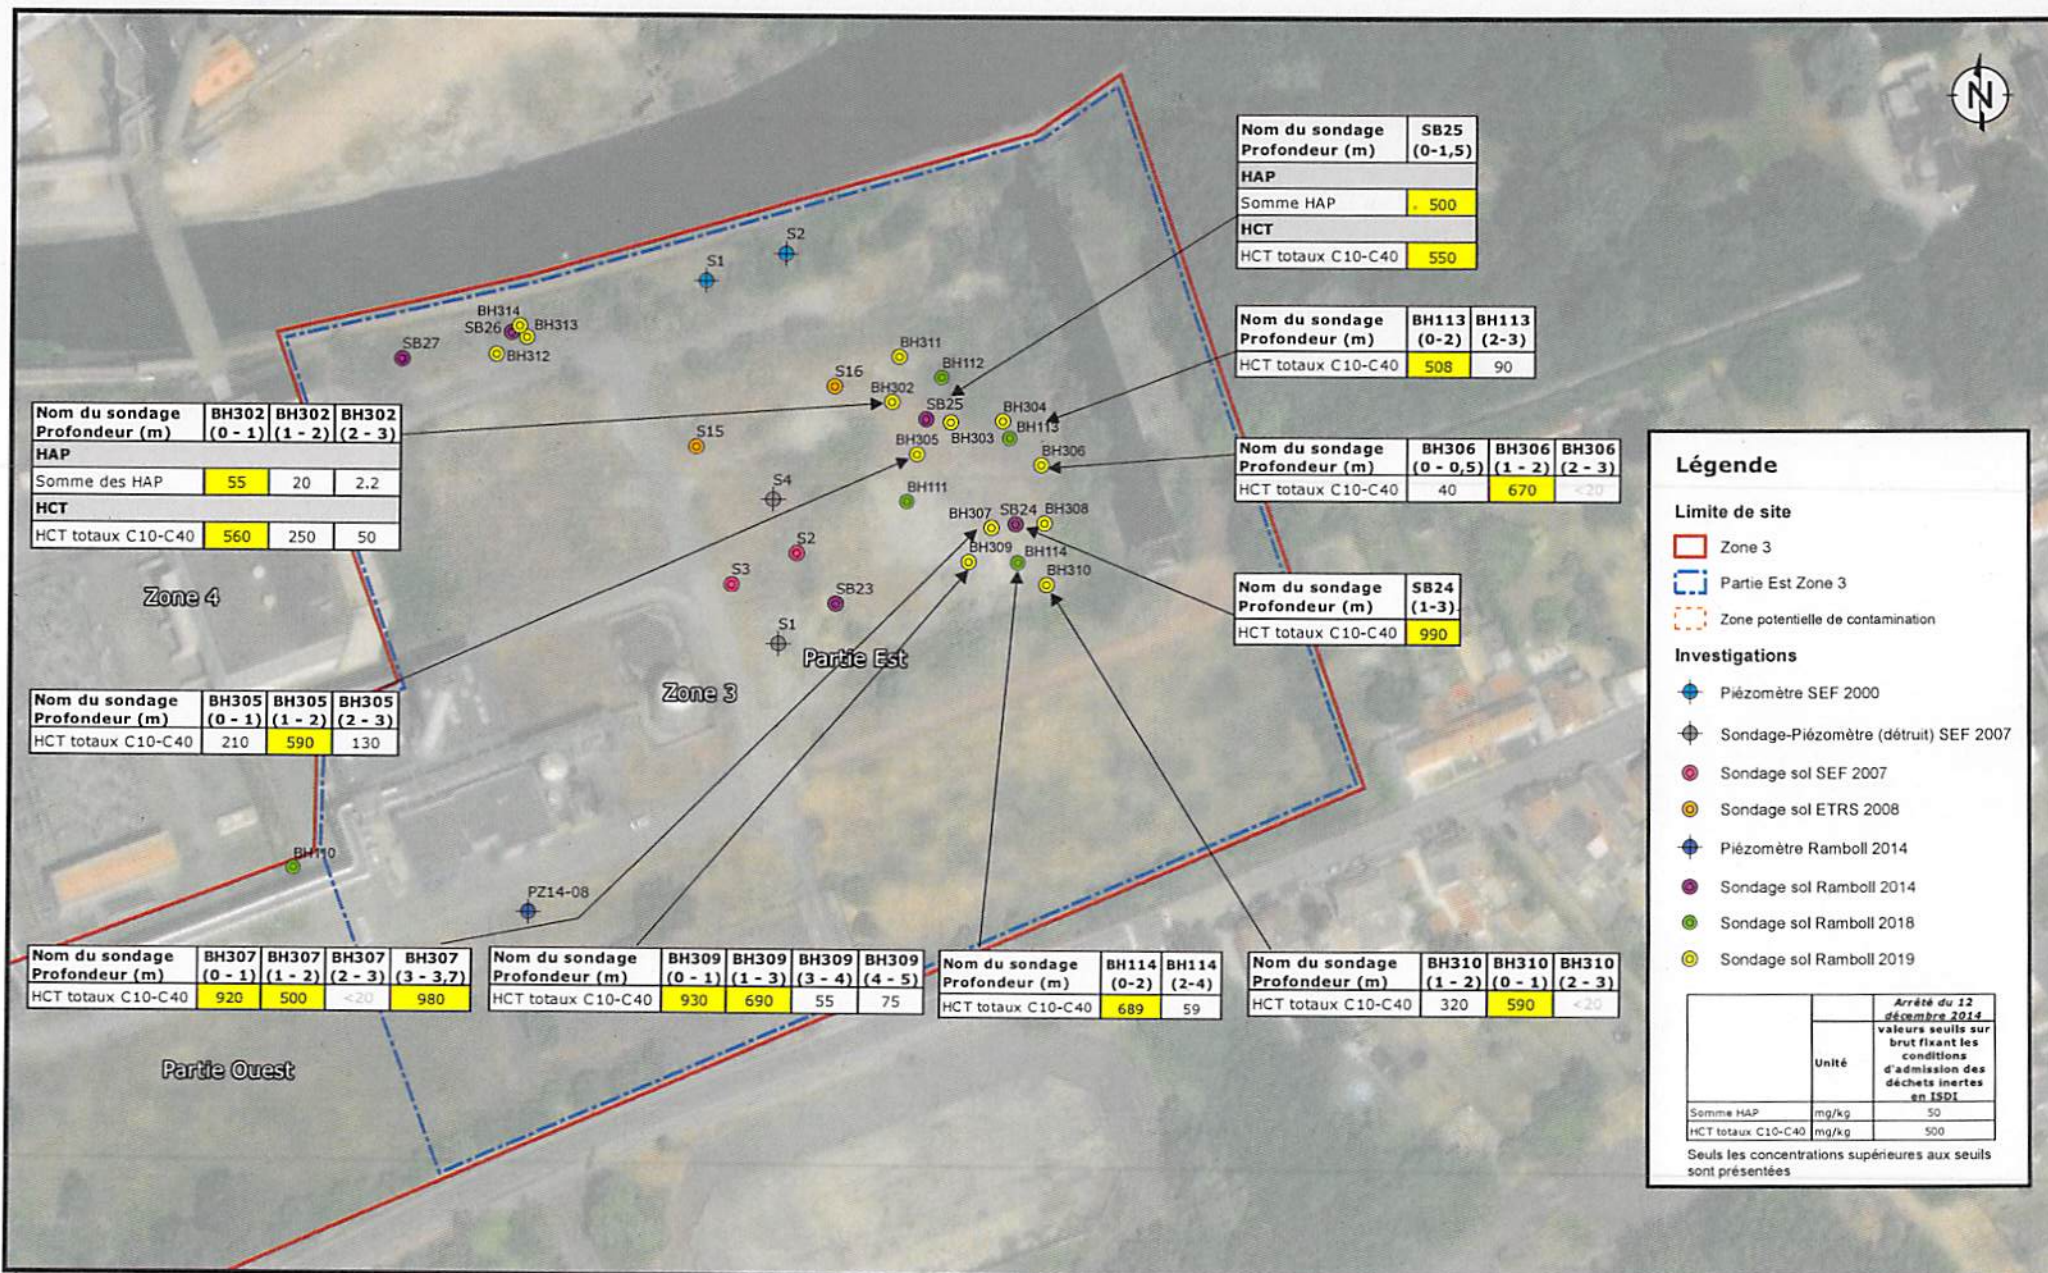 N
Nom du sondage SB25
Profondeur (m) (0-1,5)
HAP
Somme HAP 500
HCT
HCT totaux C10-C40 550
Nom du sondage BH113 BH113
Profondeur (m) (0-2) (2-3)
HCT totaux C10-C40 508 90
Nom du sondage BH306 BH306 BH306
Profondeur (m) (0 - 0,5) (1 - 2) (2 - 3)
HCT totaux C10-C40 40 670 <20
Nom du sondage SB24
Profondeur (m) (1-3)
HCT totaux C10-C40 990
Nom du sondage BH302 BH302 BH302
Profondeur (m) (0 - 1) (1 - 2) (2 - 3)
HAP
Somme des HAP 55 20 2.2
HCT
HCT totaux C10-C40 560 250 50
Nom du sondage BH305 BH305 BH305
Profondeur (m) (0 - 1) (1 - 2) (2 - 3)
HCT totaux C10-C40 210 590 130
Nom du sondage BH307 BH307 BH307 BH307
Profondeur (m) (0 - 1) (1 - 2) (2 - 3) (3 - 3,7)
HCT totaux C10-C40 920 500 <20 980
Nom du sondage BH309 BH309 BH309 BH309
Profondeur (m) (0 - 1) (1 - 3) (3 - 4) (4 - 5)
HCT totaux C10-C40 930 690 55 75
Nom du sondage BH114 BH114
Profondeur (m) (0-2) (2-4)
HCT totaux C10-C40 689 59
Nom du sondage BH310 BH310 BH310
Profondeur (m) (1 - 2) (0 - 1) (2 - 3)
HCT totaux C10-C40 320 590 <20
S2
S1
BH314
SB26
BH313
BH312
SB27
BH311
BH112
S16
BH302
SB25
BH304
BH303
BH113
BH305
BH306
S15
S4
BH111
BH307
SB24
BH308
S2
BH309
BH114
BH310
S3
SB23
S1
Partie Est
Zone 3
Zone 4
BH110
PZ14-08
Partie Ouest
Légende
Limite de site
Zone 3
Partie Est Zone 3
Zone potentielle de contamination
Investigations
Piézomètre SEF 2000
Sondage-Piézomètre (détruit) SEF 2007
Sondage sol SEF 2007
Sondage sol ETRS 2008
Piézomètre Ramboll 2014
Sondage sol Ramboll 2014
Sondage sol Ramboll 2018
Sondage sol Ramboll 2019
Arrêté du 12
décembre 2014
Unité
valeurs seuils sur
brut fixant les
conditions
d'admission des
déchets inertes
en ISDI
Somme HAP mg/kg 50
HCT totaux C10-C40 mg/kg 500
Seuls les concentrations supérieures aux seuils
sont présentées